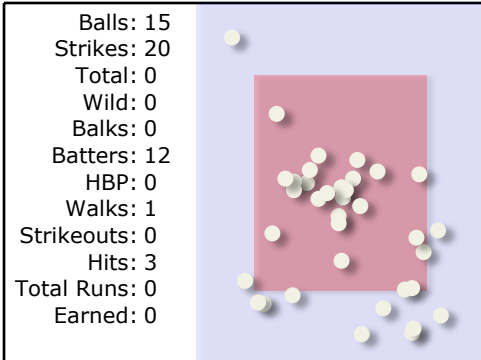 Balls: 15
Strikes: 20
Total: 0
Wild: 0
Balks: 0
Batters: 12
HBP: 0
Walks: 1
Strikeouts: 0
Hits: 3
Total Runs: 0
Earned: 0